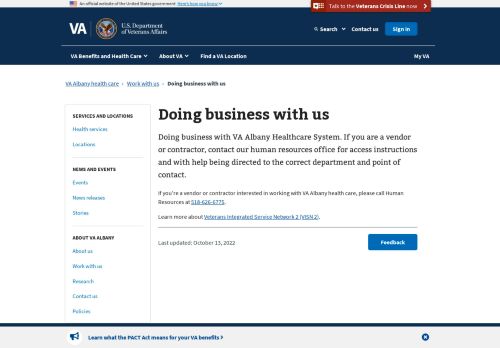 An official website of the United States government Here's how you know
Talk to the Veterans Crisis Line now
VA U.S. Department
of Veterans Affairs
Search Contact us Sign in
VA Benefits and Health Care About VA Find a VA Location My VA
VA Albany health care › Work with us › Doing business with us
SERVICES AND LOCATIONS
Health services
Locations
NEWS AND EVENTS
Events
News releases
Stories
ABOUT VA ALBANY
About us
Work with us
Research
Contact us
Policies
Doing business with us
Doing business with VA Albany Healthcare System. If you are a vendor
or contractor, contact our human resources office for access instructions
and with help being directed to the correct department and point of
contact.
If you're a vendor or contractor interested in working with VA Albany health care, please call Human
Resources at 518-626-6775.
Learn more about Veterans Integrated Service Network 2 (VISN 2).
Last updated: October 13, 2022
Feedback
Learn what the PACT Act means for your VA benefits >